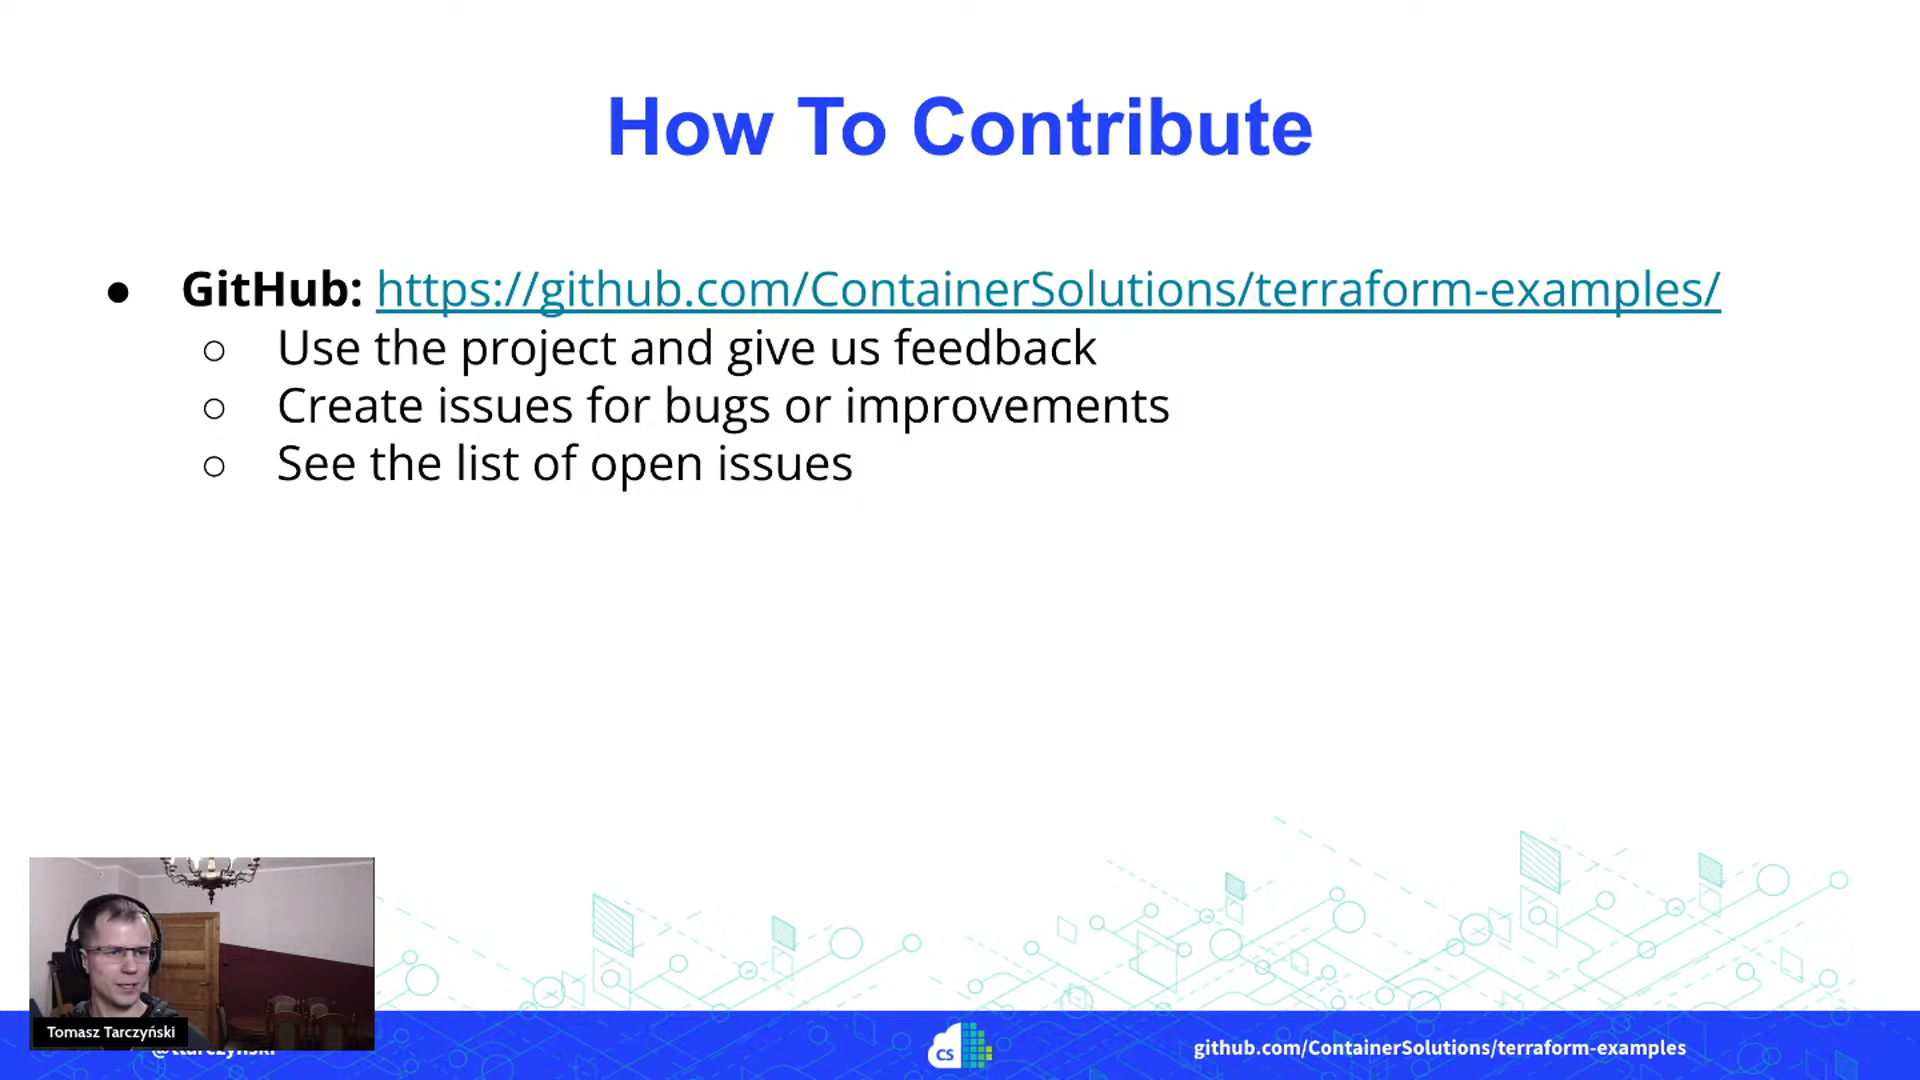 How To Contribute
● GitHub: https://github.com/ContainerSolutions/terraform-examples/
○ Use the project and give us feedback
○ Create issues for bugs or improvements
○ See the list of open issues
Tomasz Tarczyński
CS
github.com/ContainerSolutions/terraform-examples